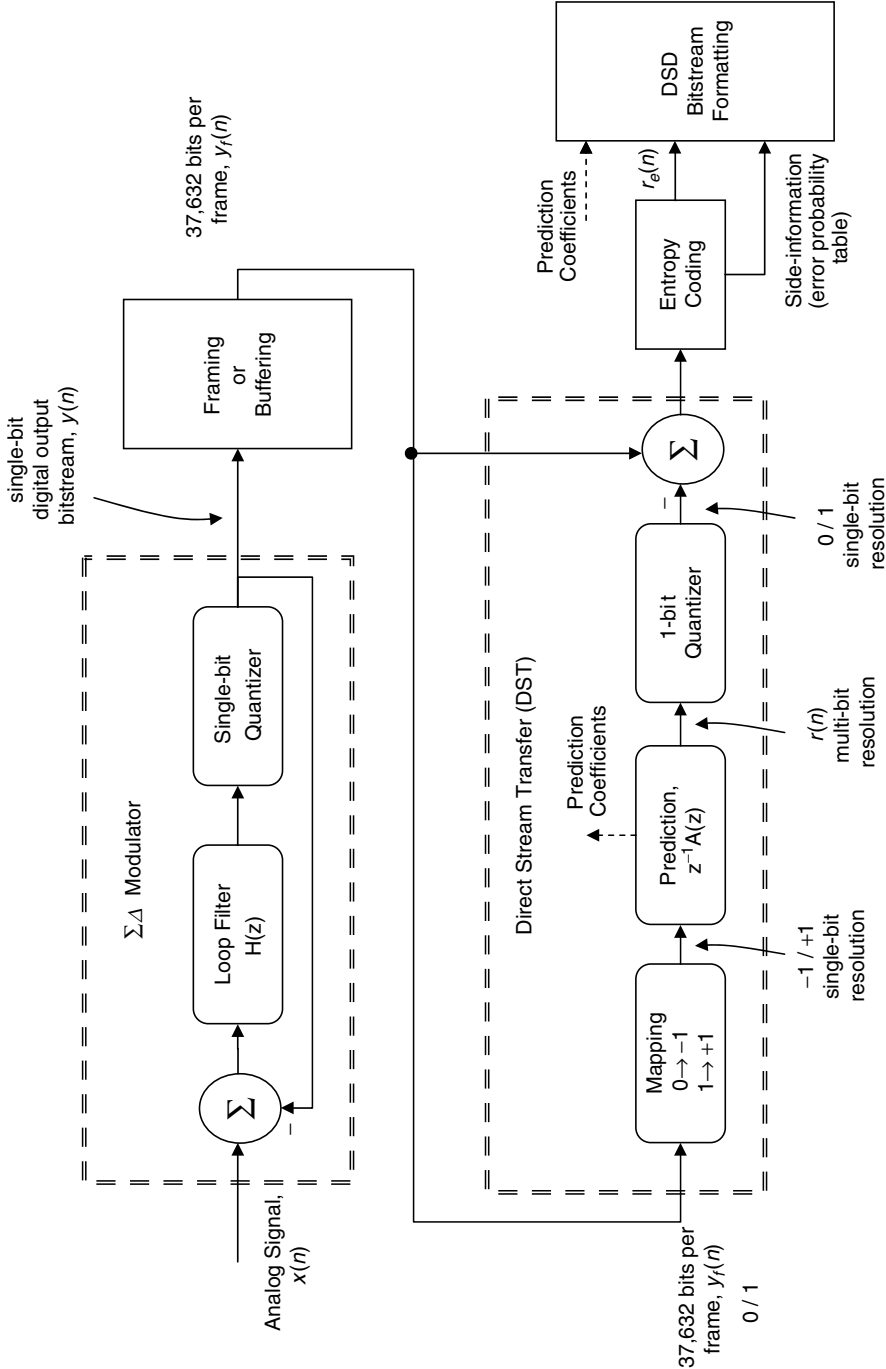 ΣΔ Modulator
Analog Signal,
x(n)
Σ
−
Loop Filter
H(z)
Single-bit
Quantizer
single-bit
digital output
bitstream, y(n)
Framing
or
Buffering
37,632 bits per
frame, y_f(n)
Direct Stream Transfer (DST)
37,632 bits per
frame, y_f(n)
0 / 1
Mapping
0→ −1
1→ +1
−1 / +1
single-bit
resolution
Prediction,
z⁻¹A(z)
Prediction
Coefficients
r(n)
multi-bit
resolution
1-bit
Quantizer
0 / 1
single-bit
resolution
−
Σ
Entropy
Coding
Prediction
Coefficients
r_e(n)
Side-information
(error probability
table)
DSD
Bitstream
Formatting